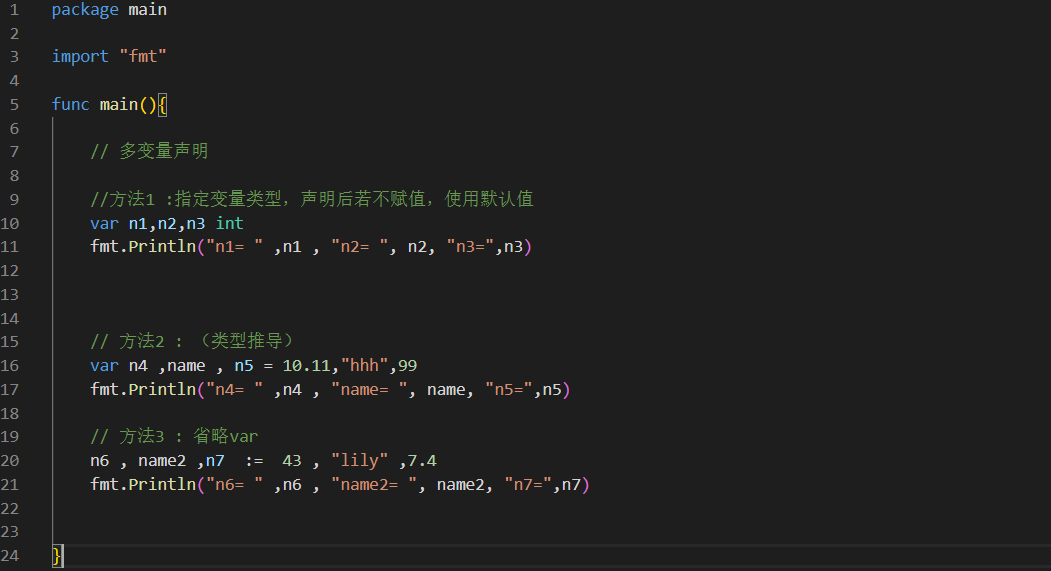 1 package main
2
3 import "fmt"
4
5 func main(){
6
7 // 多变量声明
8
9 //方法1 :指定变量类型，声明后若不赋值，使用默认值
10 var n1,n2,n3 int
11 fmt.Println("n1= " ,n1 , "n2= ", n2, "n3=",n3)
12
13
14
15 // 方法2 : （类型推导）
16 var n4 ,name , n5 = 10.11,"hhh",99
17 fmt.Println("n4= " ,n4 , "name= ", name, "n5=",n5)
18
19 // 方法3 : 省略var
20 n6 , name2 ,n7  :=  43 , "lily" ,7.4
21 fmt.Println("n6= " ,n6 , "name2= ", name2, "n7=",n7)
22
23
24 }